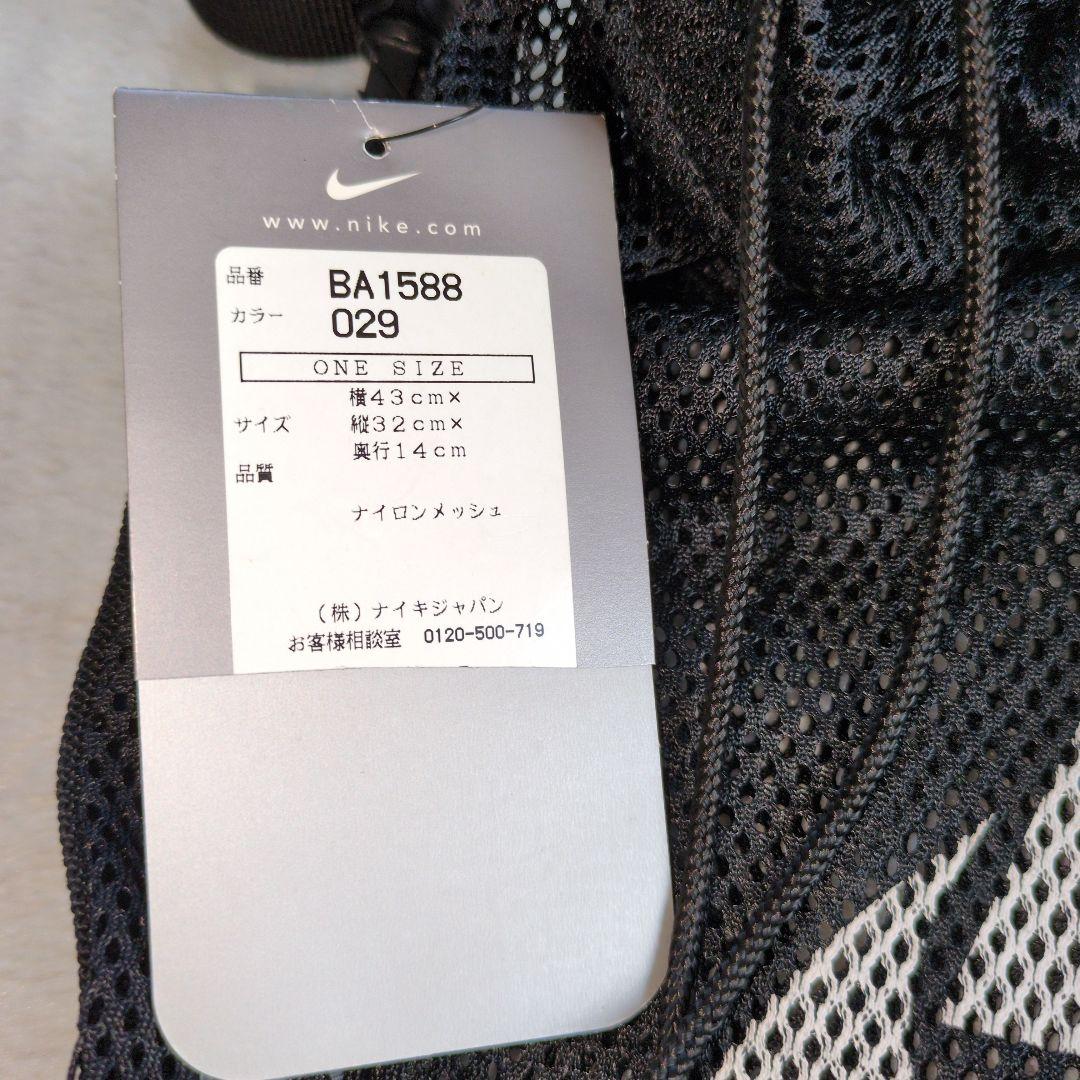 www.nike.com
品番 BA1588
カラー 029
ONE SIZE
横43cm×
サイズ 縦32cm×
奥行14cm
品質
ナイロンメッシュ
(株)ナイキジャパン
お客様相談室 0120-500-719